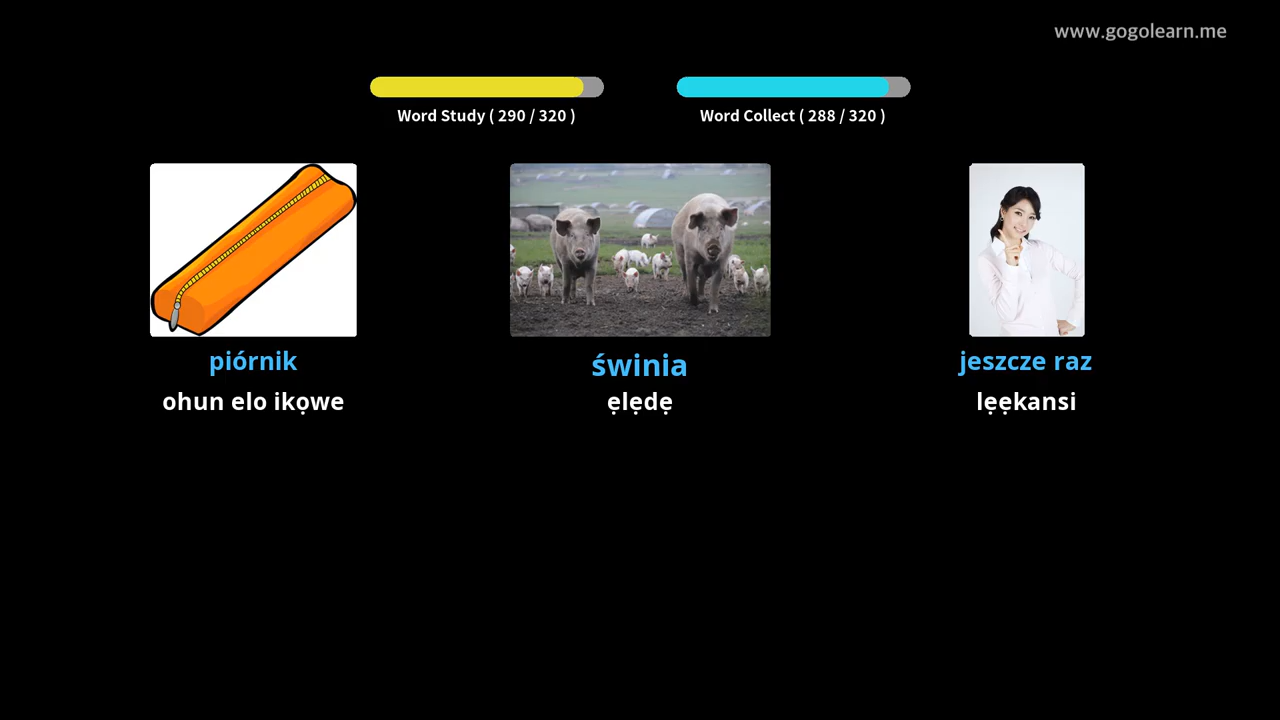 www.gogolearn.me
Word Study ( 290 / 320 )
Word Collect ( 288 / 320 )
piórnik
świnia
jeszcze raz
ohun elo ikọwe
ẹlẹdẹ
lẹẹkansi